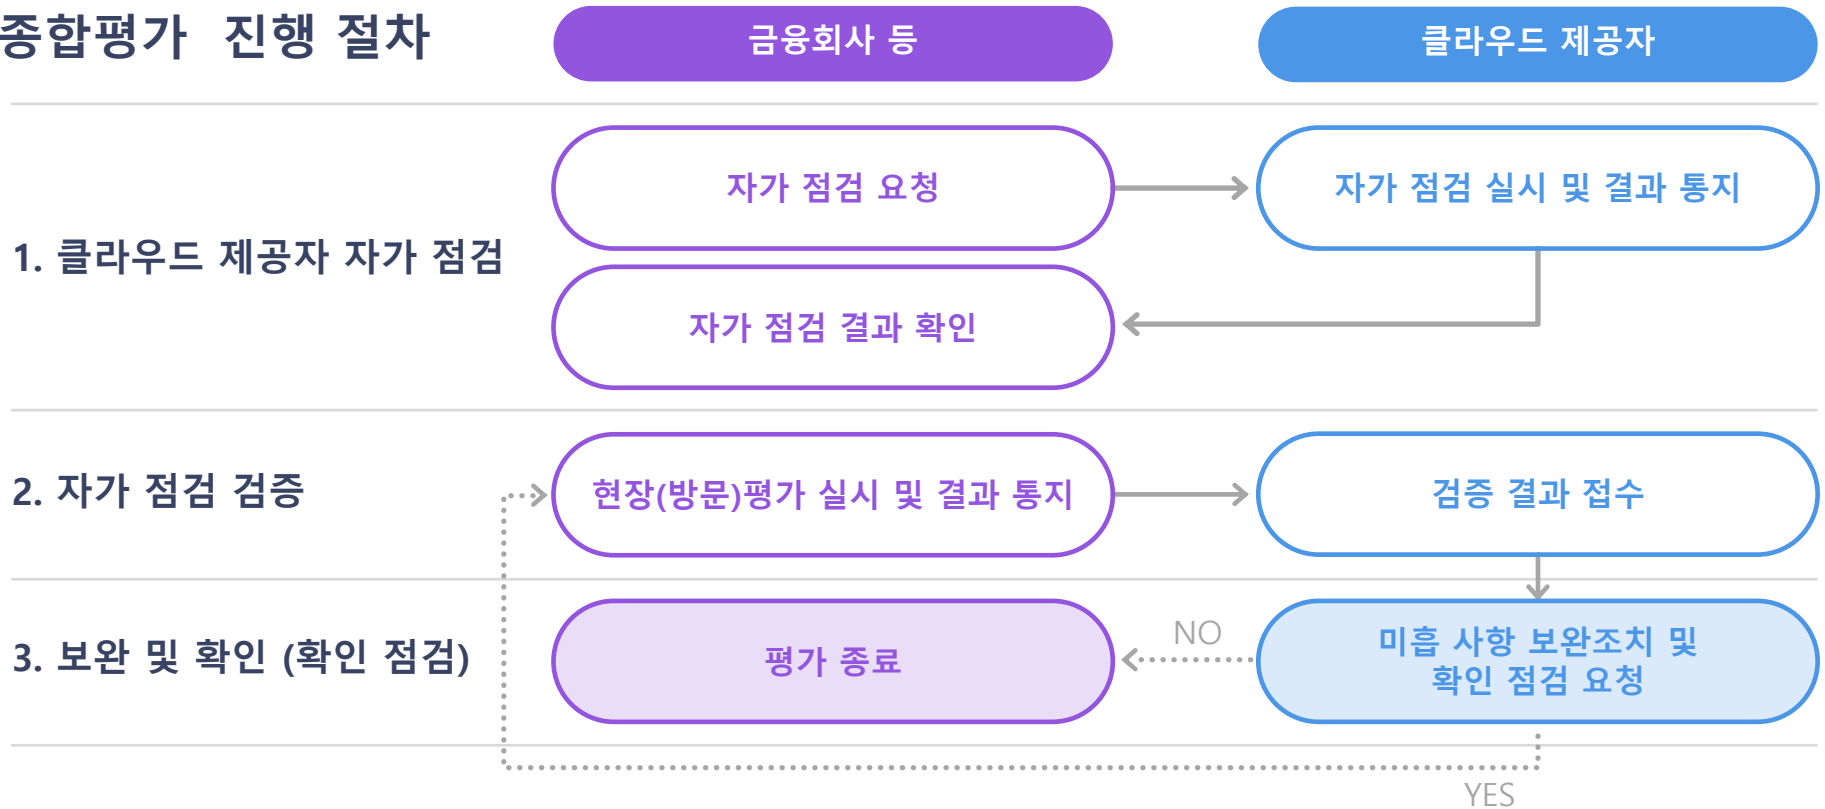 종합평가 진행 절차
금융회사 등
클라우드 제공자
1. 클라우드 제공자 자가 점검
자가 점검 요청
자가 점검 실시 및 결과 통지
자가 점검 결과 확인
2. 자가 점검 검증
현장(방문)평가 실시 및 결과 통지
검증 결과 접수
3. 보완 및 확인 (확인 점검)
평가 종료
NO
미흡 사항 보완조치 및
확인 점검 요청
YES